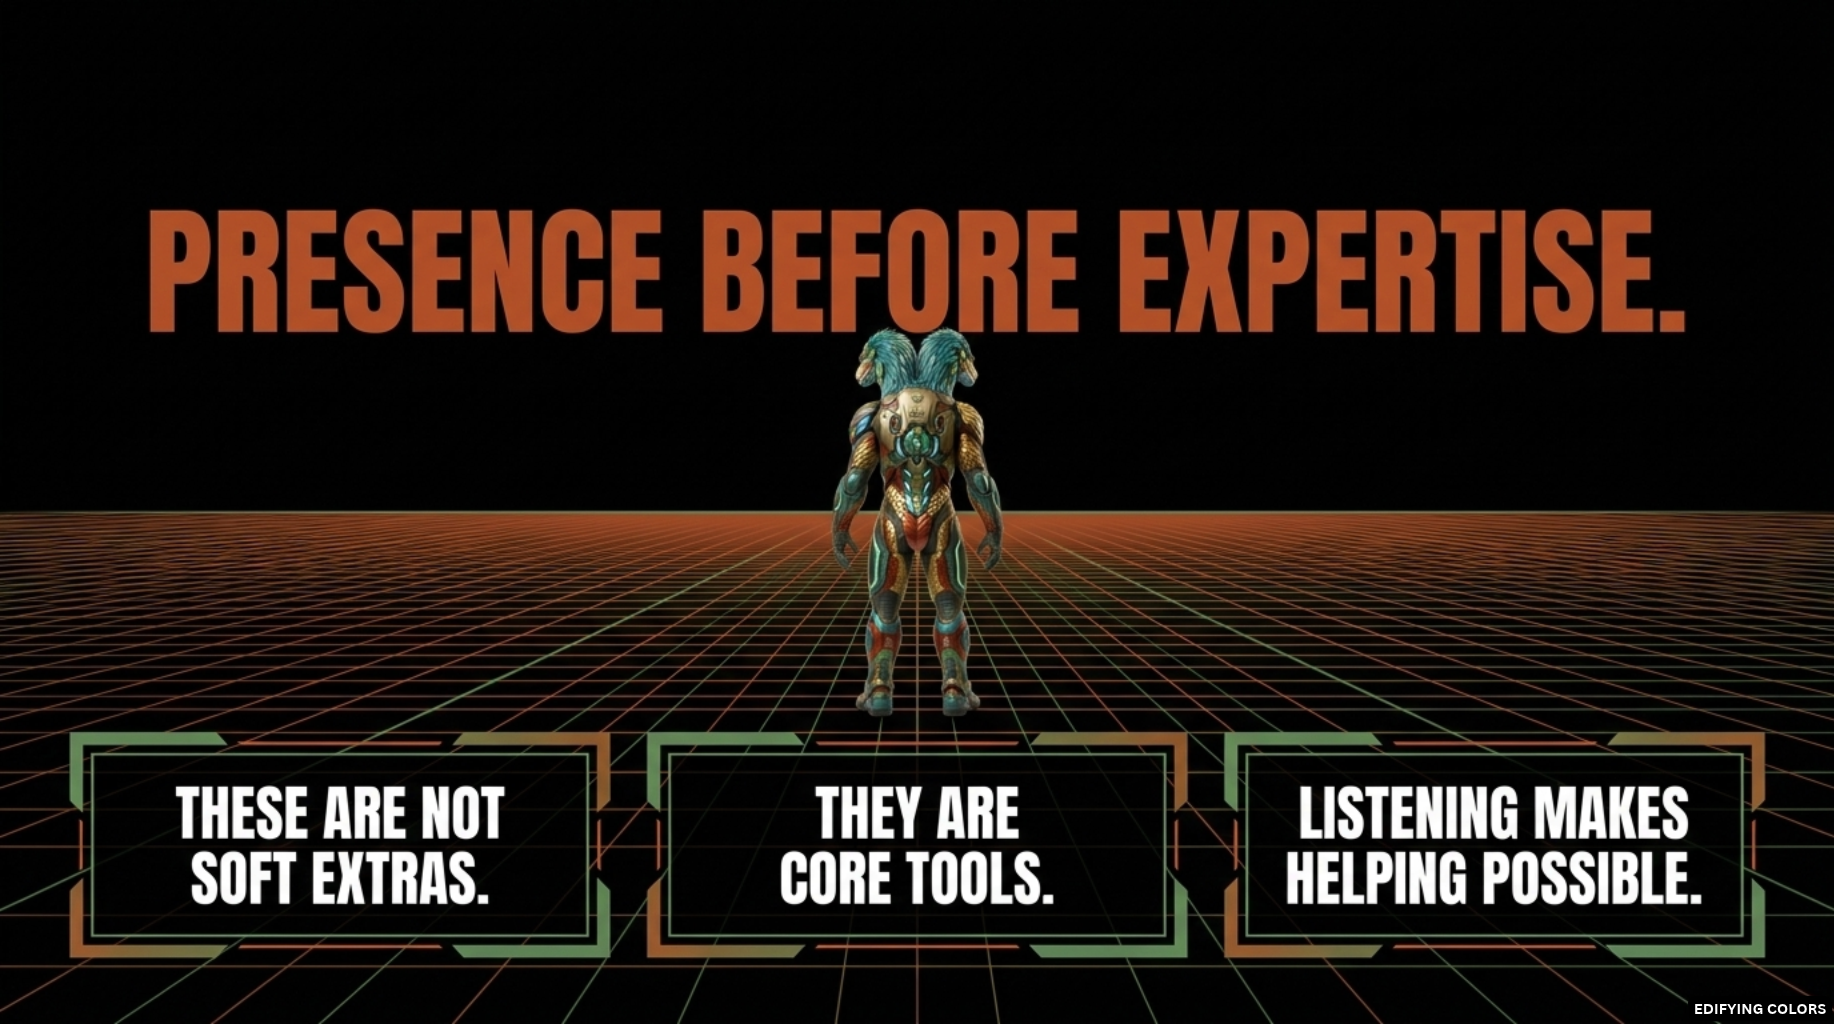 PRESENCE BEFORE EXPERTISE.
THESE ARE NOT
SOFT EXTRAS.
THEY ARE
CORE TOOLS.
LISTENING MAKES
HELPING POSSIBLE.
EDIFYING COLORS